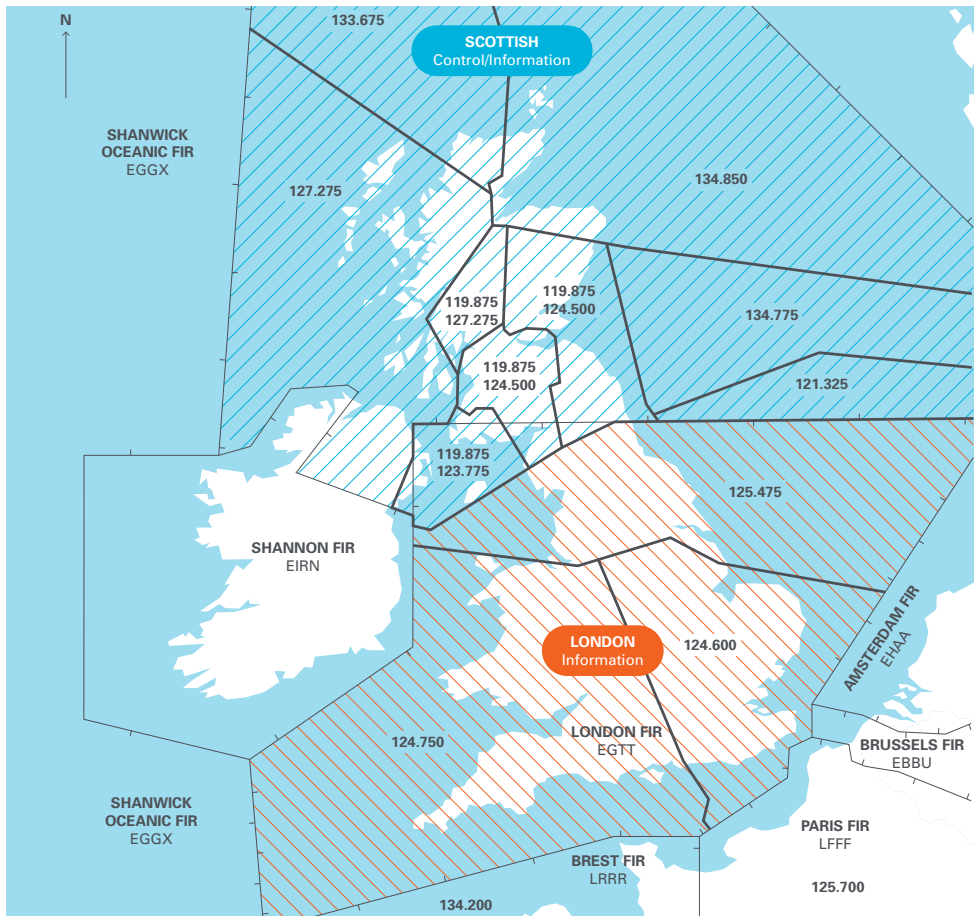 N
133.675
SCOTTISH
Control/Information
SHANWICK
OCEANIC FIR
EGGX
127.275
134.850
119.875
127.275
119.875
124.500
134.775
119.875
124.500
121.325
119.875
123.775
125.475
SHANNON FIR
EIRN
AMSTERDAM FIR
EHAA
LONDON
Information
124.600
124.750
LONDON FIR
EGTT
BRUSSELS FIR
EBBU
SHANWICK
OCEANIC FIR
EGGX
PARIS FIR
LFFF
BREST FIR
LRRR
125.700
134.200